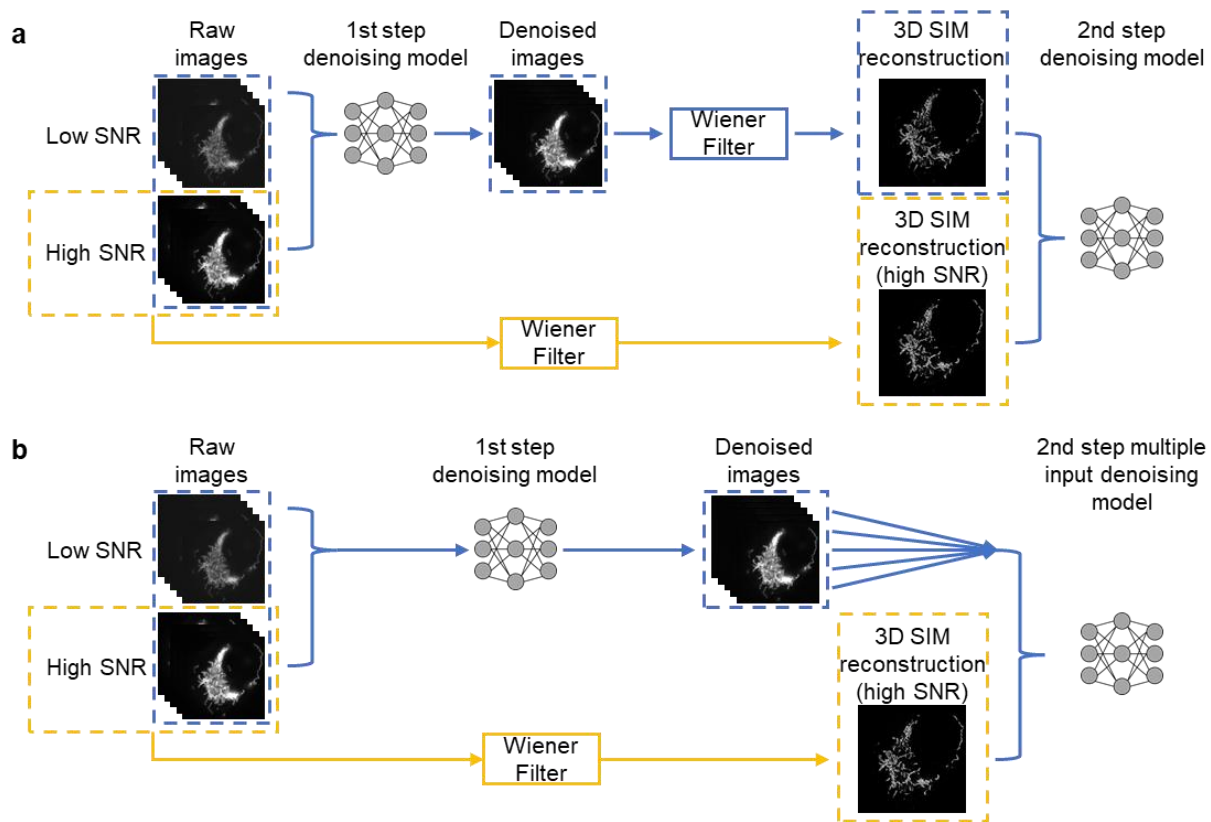 a
Raw
images
1st step
denoising model
Denoised
images
3D SIM
reconstruction
2nd step
denoising model
Low SNR
Wiener
Filter
High SNR
3D SIM
reconstruction
(high SNR)
Wiener
Filter
b
Raw
images
1st step
denoising model
Denoised
images
2nd step multiple
input denoising
model
Low SNR
High SNR
3D SIM
reconstruction
(high SNR)
Wiener
Filter